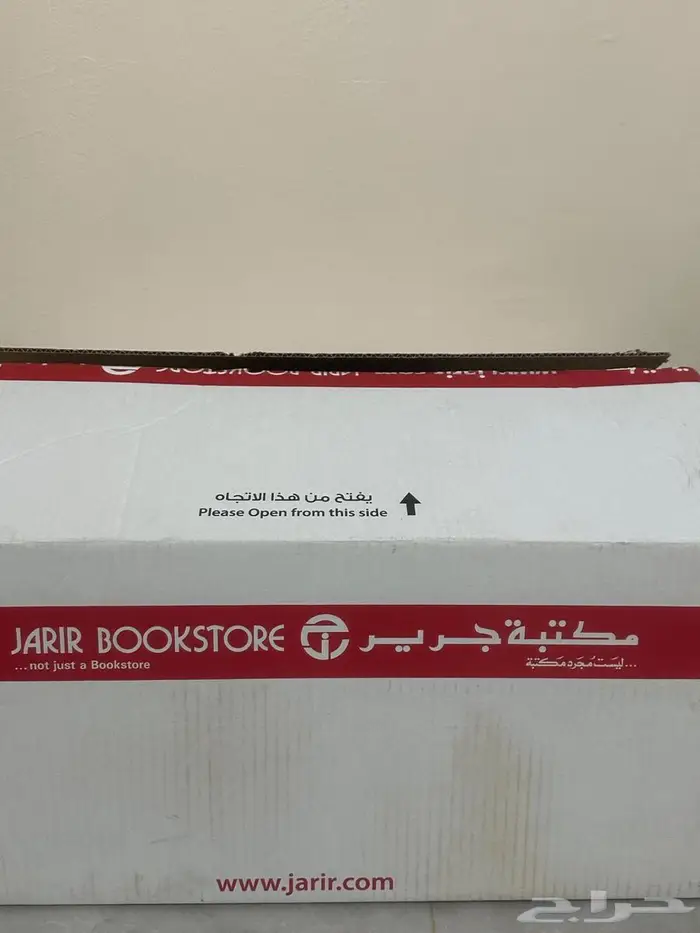 يفتح من هذا الاتجاه
Please Open from this side
JARIR BOOKSTORE مكتبة جرير
...not just a Bookstore ...ليست مجرد مكتبة
www.jarir.com
حراج